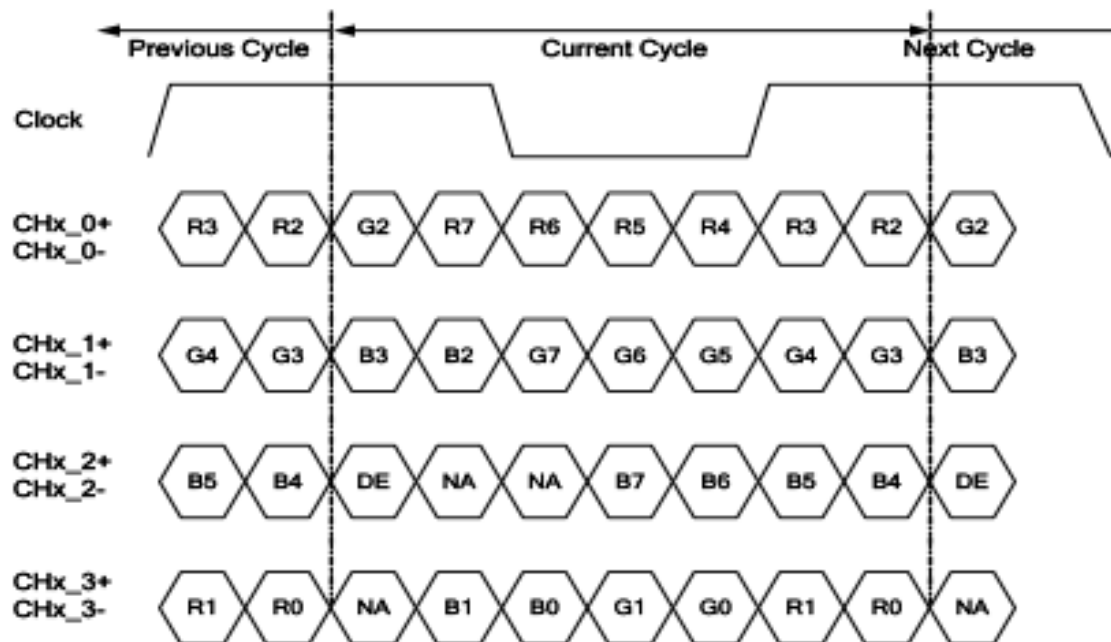 Previous Cycle Current Cycle Next Cycle
Clock
CHx_0+
CHx_0-
R3 R2 G2 R7 R6 R5 R4 R3 R2 G2
CHx_1+
CHx_1-
G4 G3 B3 B2 G7 G6 G5 G4 G3 B3
CHx_2+
CHx_2-
B5 B4 DE NA NA B7 B6 B5 B4 DE
CHx_3+
CHx_3-
R1 R0 NA B1 B0 G1 G0 R1 R0 NA